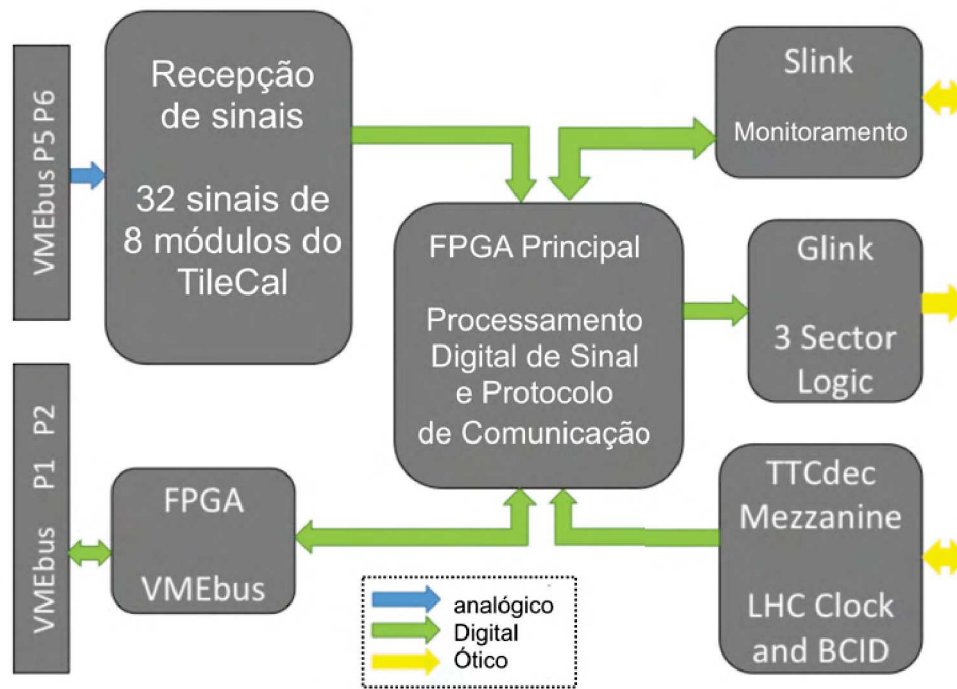 VMEbus P5 P6
Recepção
de sinais
32 sinais de
8 módulos do
TileCal
Slink
Monitoramento
FPGA Principal
Processamento
Digital de Sinal
e Protocolo
de Comunicação
Glink
3 Sector
Logic
VMEbus P1 P2
FPGA
VMEbus
TTCdec
Mezzanine
LHC Clock
and BCID
analógico
Digital
Ótico